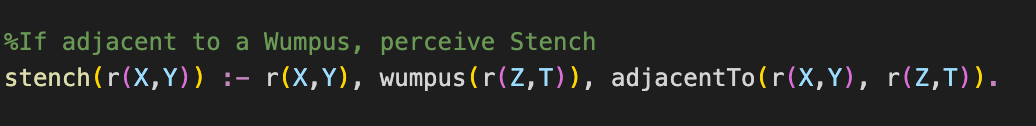 %If adjacent to a Wumpus, perceive Stench
stench(r(X,Y)) :- r(X,Y), wumpus(r(Z,T)), adjacentTo(r(X,Y), r(Z,T)).